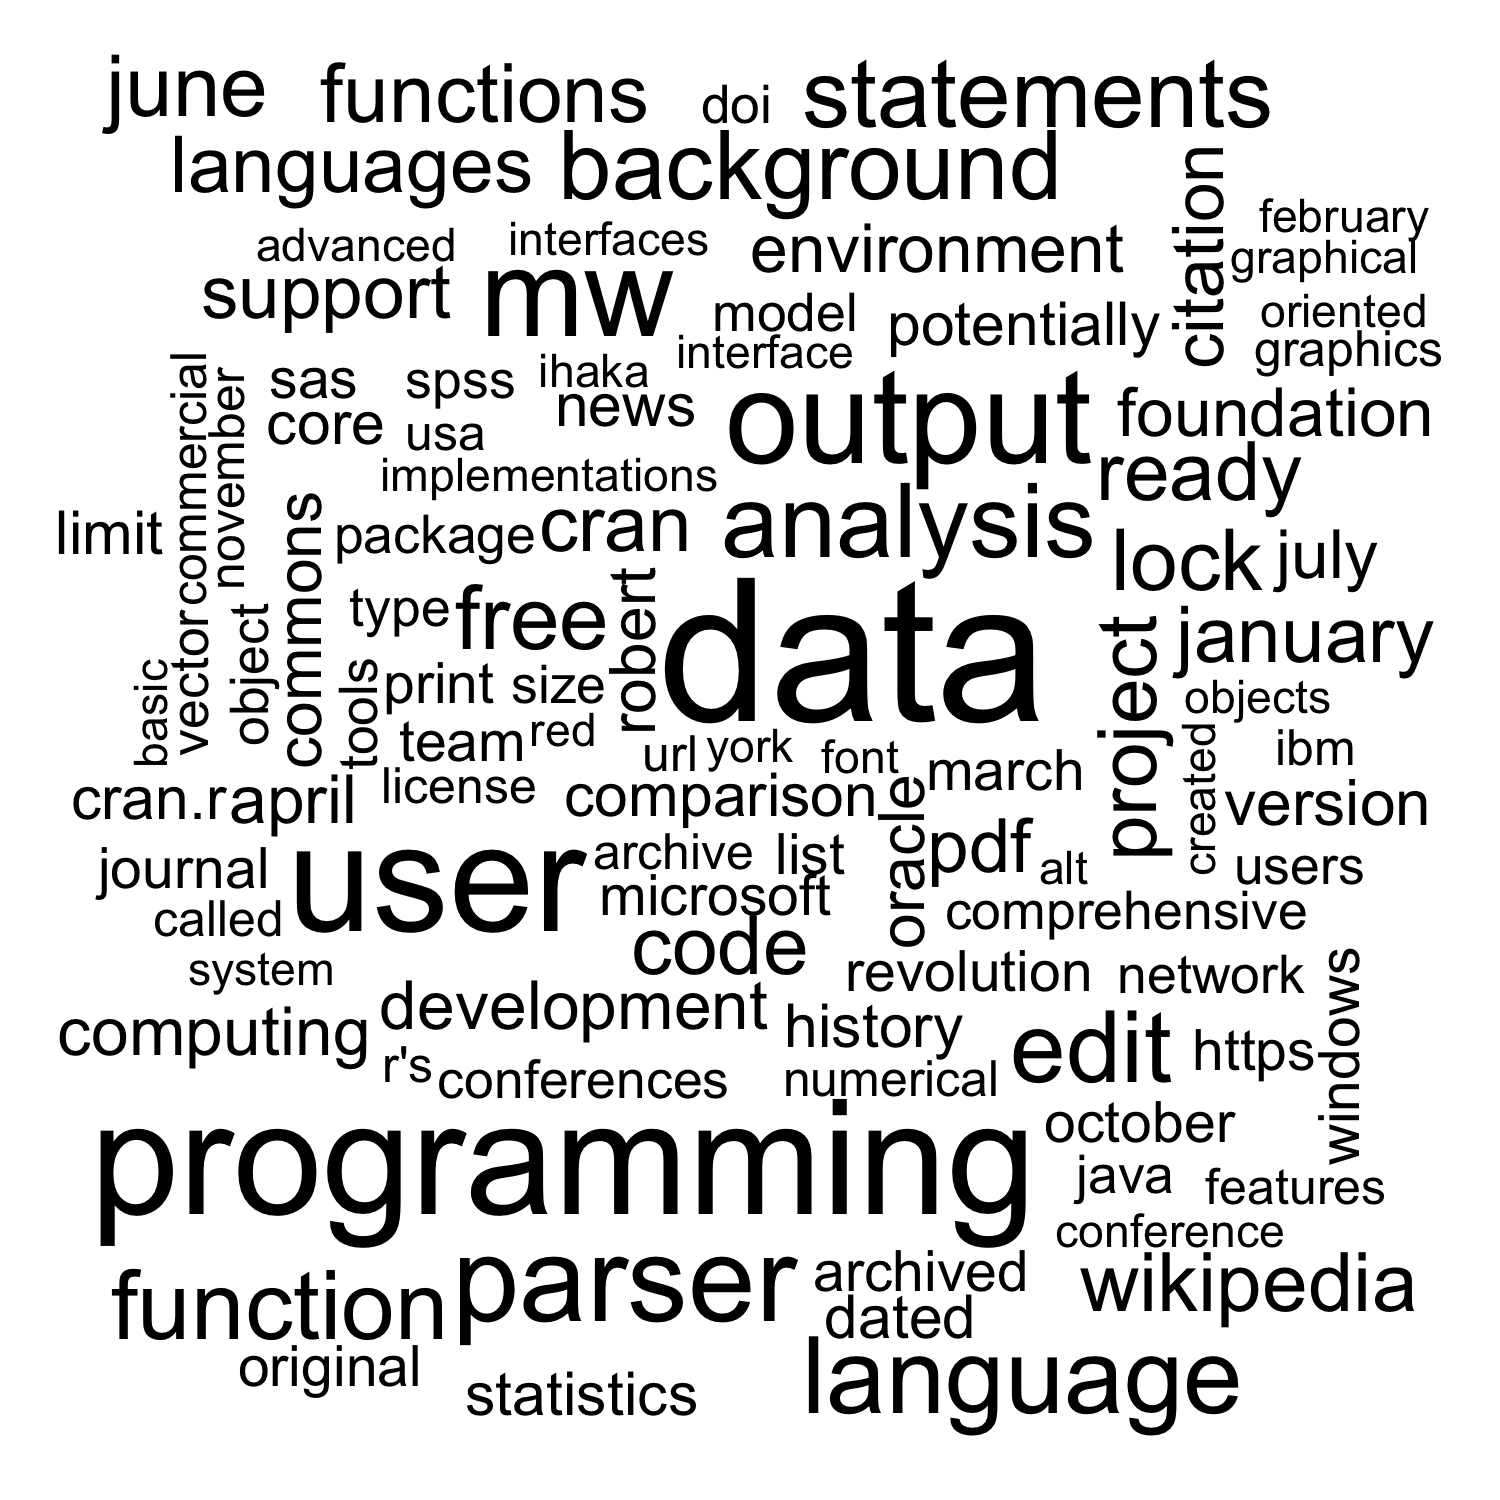 june functions doi statements
languages background
citation
february
advanced interfaces environment
graphical
support mw model potentially oriented
interface graphics
commercial
november
sas spss ihaka
core usa news output foundation
implementations ready
limit commons package cran analysis lock july
vector object type free robert data project january
basic tools print size objects
team red url york font march created ibm
cran.r april license comparison oracle version
journal user archive list pdf alt users
called microsoft comprehensive
system code revolution network windows
computing development history edit https
r's conferences numerical
programming october
java features
conference
function parser archived wikipedia
dated
original statistics language